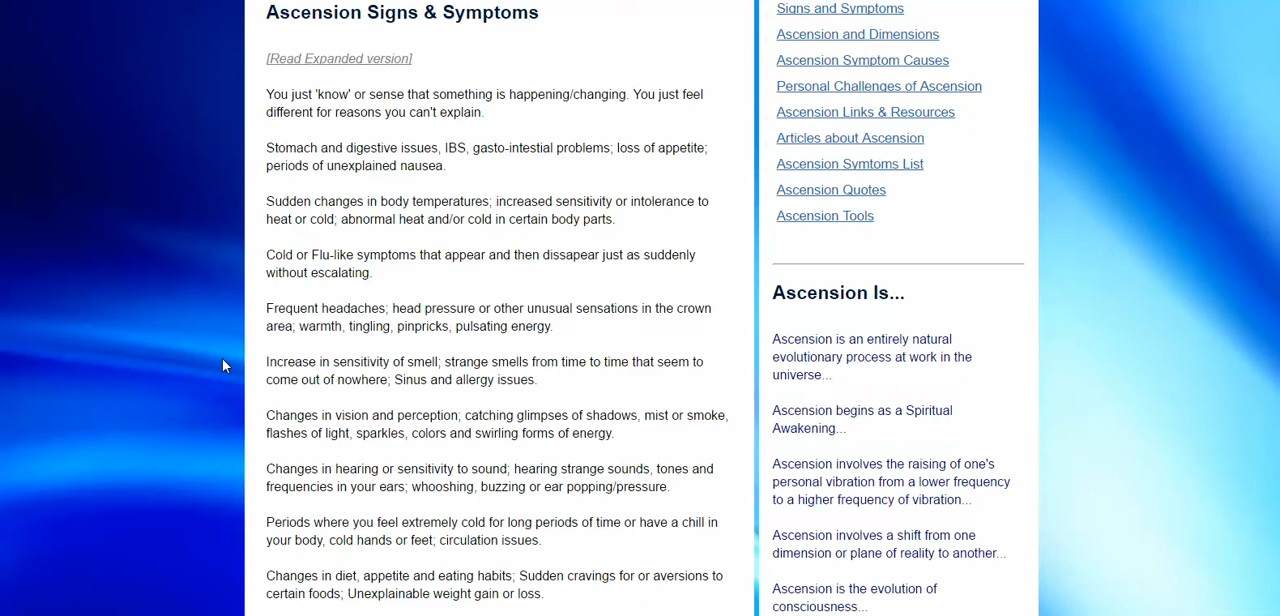 Ascension Signs & Symptoms
[Read Expanded version]
You just 'know' or sense that something is happening/changing. You just feel
different for reasons you can't explain.
Stomach and digestive issues, IBS, gasto-intestial problems; loss of appetite;
periods of unexplained nausea.
Sudden changes in body temperatures; increased sensitivity or intolerance to
heat or cold; abnormal heat and/or cold in certain body parts.
Cold or Flu-like symptoms that appear and then dissapear just as suddenly
without escalating.
Frequent headaches; head pressure or other unusual sensations in the crown
area; warmth, tingling, pinpricks, pulsating energy.
Increase in sensitivity of smell; strange smells from time to time that seem to
come out of nowhere; Sinus and allergy issues.
Changes in vision and perception; catching glimpses of shadows, mist or smoke,
flashes of light, sparkles, colors and swirling forms of energy.
Changes in hearing or sensitivity to sound; hearing strange sounds, tones and
frequencies in your ears; whooshing, buzzing or ear popping/pressure.
Periods where you feel extremely cold for long periods of time or have a chill in
your body, cold hands or feet; circulation issues.
Changes in diet, appetite and eating habits; Sudden cravings for or aversions to
certain foods; Unexplainable weight gain or loss.
Signs and Symptoms
Ascension and Dimensions
Ascension Symptom Causes
Personal Challenges of Ascension
Ascension Links & Resources
Articles about Ascension
Ascension Symtoms List
Ascension Quotes
Ascension Tools
Ascension Is...
Ascension is an entirely natural
evolutionary process at work in the
universe...
Ascension begins as a Spiritual
Awakening...
Ascension involves the raising of one's
personal vibration from a lower frequency
to a higher frequency of vibration...
Ascension involves a shift from one
dimension or plane of reality to another...
Ascension is the evolution of
consciousness...